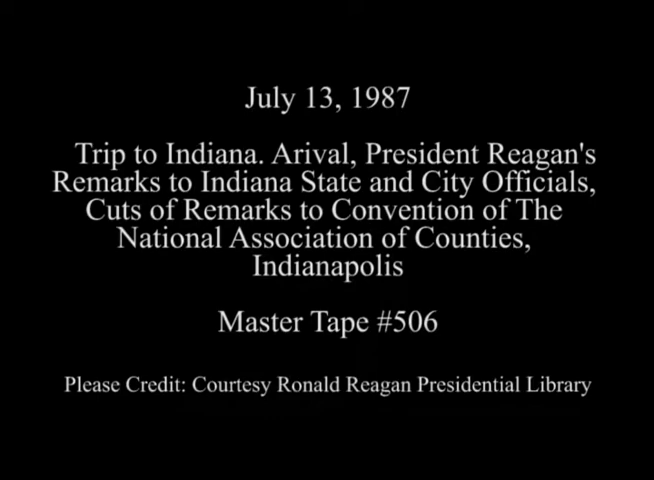 July 13, 1987
Trip to Indiana. Arival, President Reagan's
Remarks to Indiana State and City Officials,
Cuts of Remarks to Convention of The
National Association of Counties,
Indianapolis
Master Tape #506
Please Credit: Courtesy Ronald Reagan Presidential Library